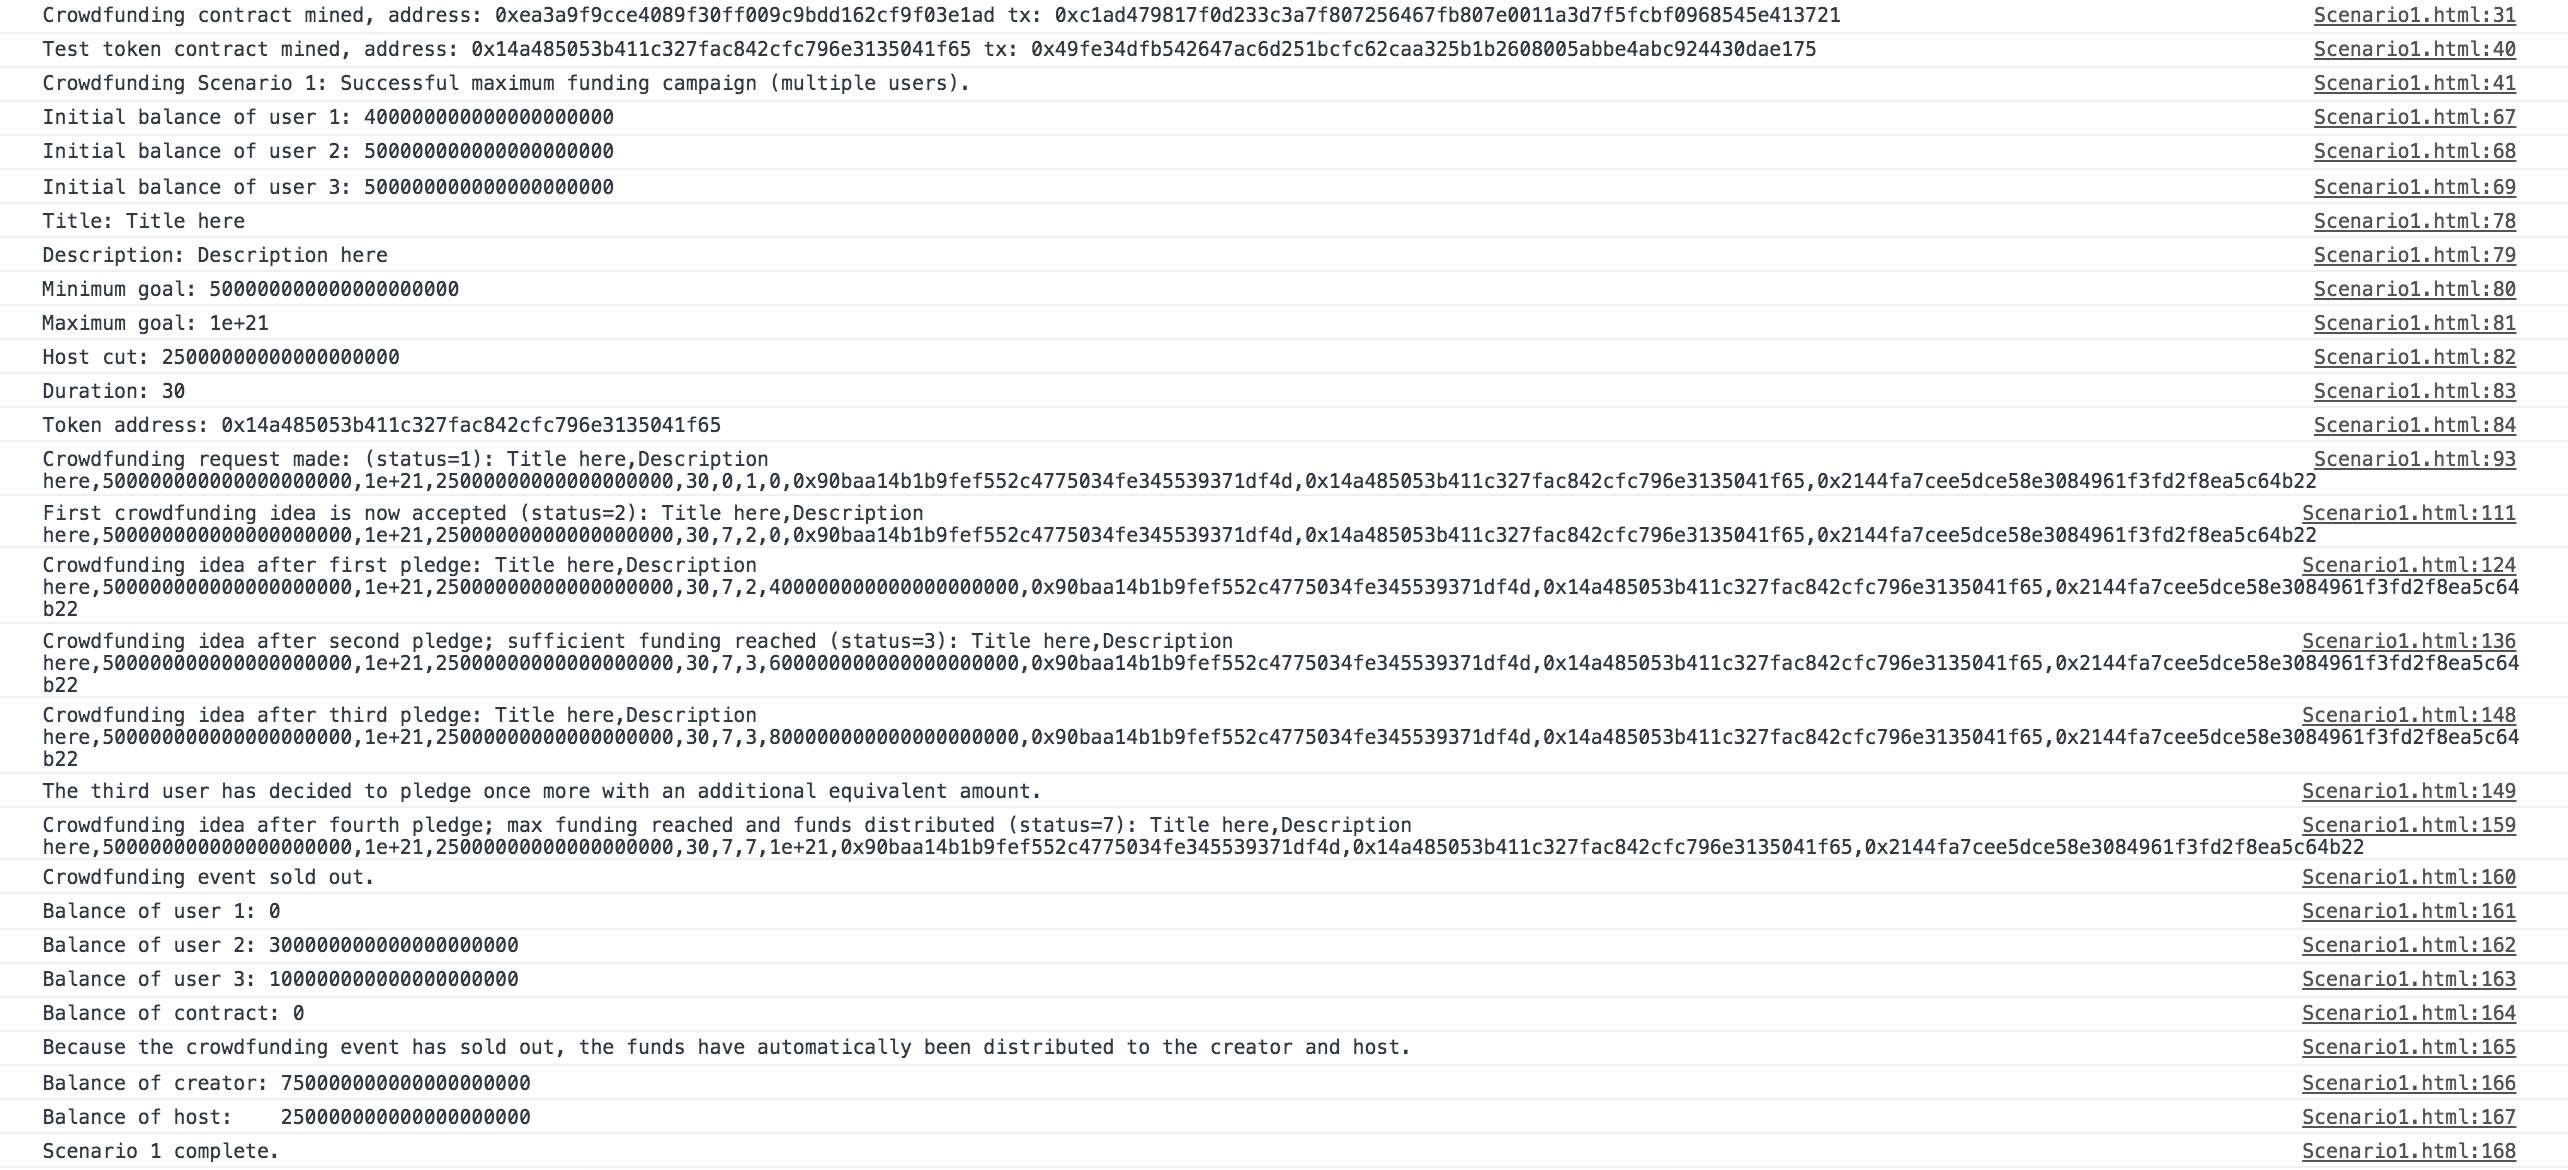 Crowdfunding contract mined, address: 0xea3a9f9cce4089f30ff009c9bdd162cf9f03e1ad tx: 0xc1ad479817f0d233c3a7f807256467fb807e0011a3d7f5fcbf0968545e413721 Scenario1.html:31
Test token contract mined, address: 0x14a485053b411c327fac842cfc796e3135041f65 tx: 0x49fe34dfb542647ac6d251bcfc62caa325b1b2608005abbe4abc924430dae175 Scenario1.html:40
Crowdfunding Scenario 1: Successful maximum funding campaign (multiple users). Scenario1.html:41
Initial balance of user 1: 400000000000000000000 Scenario1.html:67
Initial balance of user 2: 500000000000000000000 Scenario1.html:68
Initial balance of user 3: 500000000000000000000 Scenario1.html:69
Title: Title here Scenario1.html:78
Description: Description here Scenario1.html:79
Minimum goal: 500000000000000000000 Scenario1.html:80
Maximum goal: 1e+21 Scenario1.html:81
Host cut: 25000000000000000000 Scenario1.html:82
Duration: 30 Scenario1.html:83
Token address: 0x14a485053b411c327fac842cfc796e3135041f65 Scenario1.html:84
Crowdfunding request made: (status=1): Title here,Description Scenario1.html:93
here,500000000000000000000,1e+21,25000000000000000000,30,0,1,0,0x90baa14b1b9fef552c4775034fe345539371df4d,0x14a485053b411c327fac842cfc796e3135041f65,0x2144fa7cee5dce58e3084961f3fd2f8ea5c64b22
First crowdfunding idea is now accepted (status=2): Title here,Description Scenario1.html:111
here,500000000000000000000,1e+21,25000000000000000000,30,7,2,0,0x90baa14b1b9fef552c4775034fe345539371df4d,0x14a485053b411c327fac842cfc796e3135041f65,0x2144fa7cee5dce58e3084961f3fd2f8ea5c64b22
Crowdfunding idea after first pledge: Title here,Description Scenario1.html:124
here,500000000000000000000,1e+21,25000000000000000000,30,7,2,400000000000000000000,0x90baa14b1b9fef552c4775034fe345539371df4d,0x14a485053b411c327fac842cfc796e3135041f65,0x2144fa7cee5dce58e3084961f3fd2f8ea5c64
b22
Crowdfunding idea after second pledge; sufficient funding reached (status=3): Title here,Description Scenario1.html:136
here,500000000000000000000,1e+21,25000000000000000000,30,7,3,600000000000000000000,0x90baa14b1b9fef552c4775034fe345539371df4d,0x14a485053b411c327fac842cfc796e3135041f65,0x2144fa7cee5dce58e3084961f3fd2f8ea5c64
b22
Crowdfunding idea after third pledge: Title here,Description Scenario1.html:148
here,500000000000000000000,1e+21,25000000000000000000,30,7,3,800000000000000000000,0x90baa14b1b9fef552c4775034fe345539371df4d,0x14a485053b411c327fac842cfc796e3135041f65,0x2144fa7cee5dce58e3084961f3fd2f8ea5c64
b22
The third user has decided to pledge once more with an additional equivalent amount. Scenario1.html:149
Crowdfunding idea after fourth pledge; max funding reached and funds distributed (status=7): Title here,Description Scenario1.html:159
here,500000000000000000000,1e+21,25000000000000000000,30,7,7,1e+21,0x90baa14b1b9fef552c4775034fe345539371df4d,0x14a485053b411c327fac842cfc796e3135041f65,0x2144fa7cee5dce58e3084961f3fd2f8ea5c64b22
Crowdfunding event sold out. Scenario1.html:160
Balance of user 1: 0 Scenario1.html:161
Balance of user 2: 300000000000000000000 Scenario1.html:162
Balance of user 3: 100000000000000000000 Scenario1.html:163
Balance of contract: 0 Scenario1.html:164
Because the crowdfunding event has sold out, the funds have automatically been distributed to the creator and host. Scenario1.html:165
Balance of creator: 750000000000000000000 Scenario1.html:166
Balance of host:    250000000000000000000 Scenario1.html:167
Scenario 1 complete. Scenario1.html:168